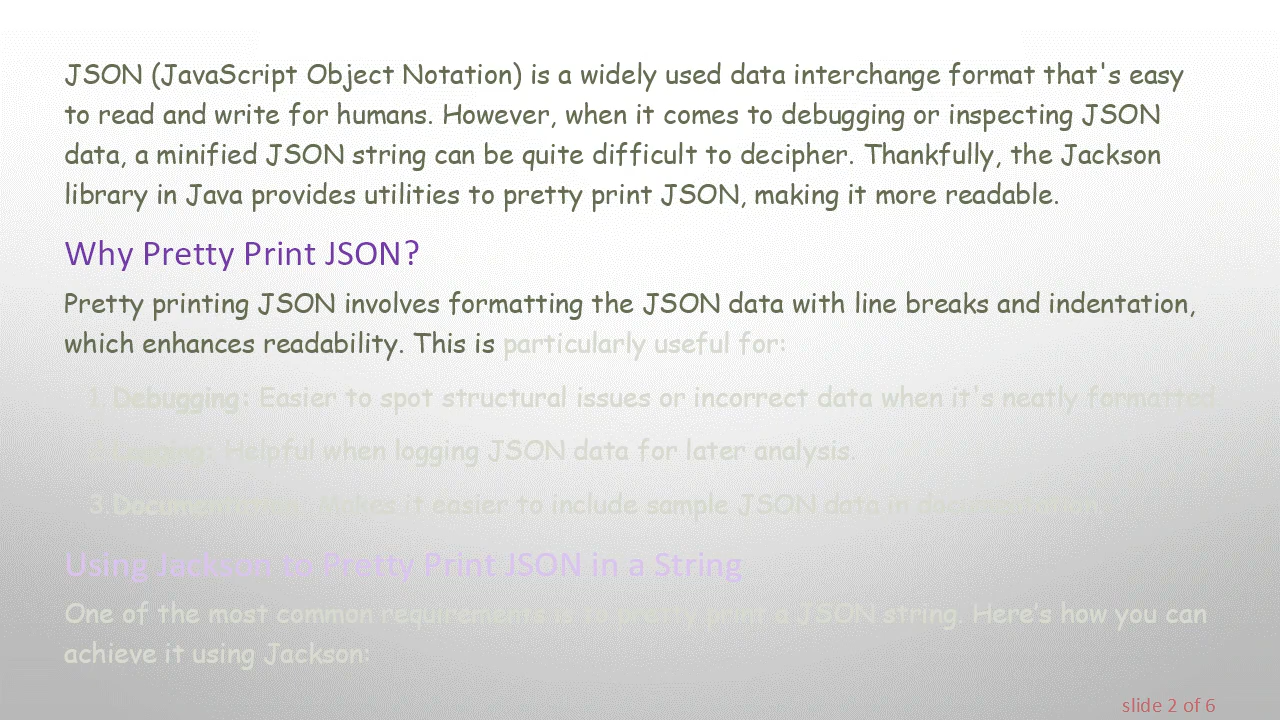 JSON (JavaScript Object Notation) is a widely used data interchange format that's easy
to read and write for humans. However, when it comes to debugging or inspecting JSON
data, a minified JSON string can be quite difficult to decipher. Thankfully, the Jackson
library in Java provides utilities to pretty print JSON, making it more readable.
Why Pretty Print JSON?
Pretty printing JSON involves formatting the JSON data with line breaks and indentation,
which enhances readability. This is particularly useful for:
1. Debugging: Easier to spot structural issues or incorrect data when it's neatly formatted
Helpful when logging JSON data for later analysis.
3. Documentation: Makes it easier to include sample JSON data in documentation
Using Jackson to Pretty Print JSON in a String
One of the most common requirements is to pretty print a JSON string. Here's how you can
achieve it using Jackson:
slide 2 of 6